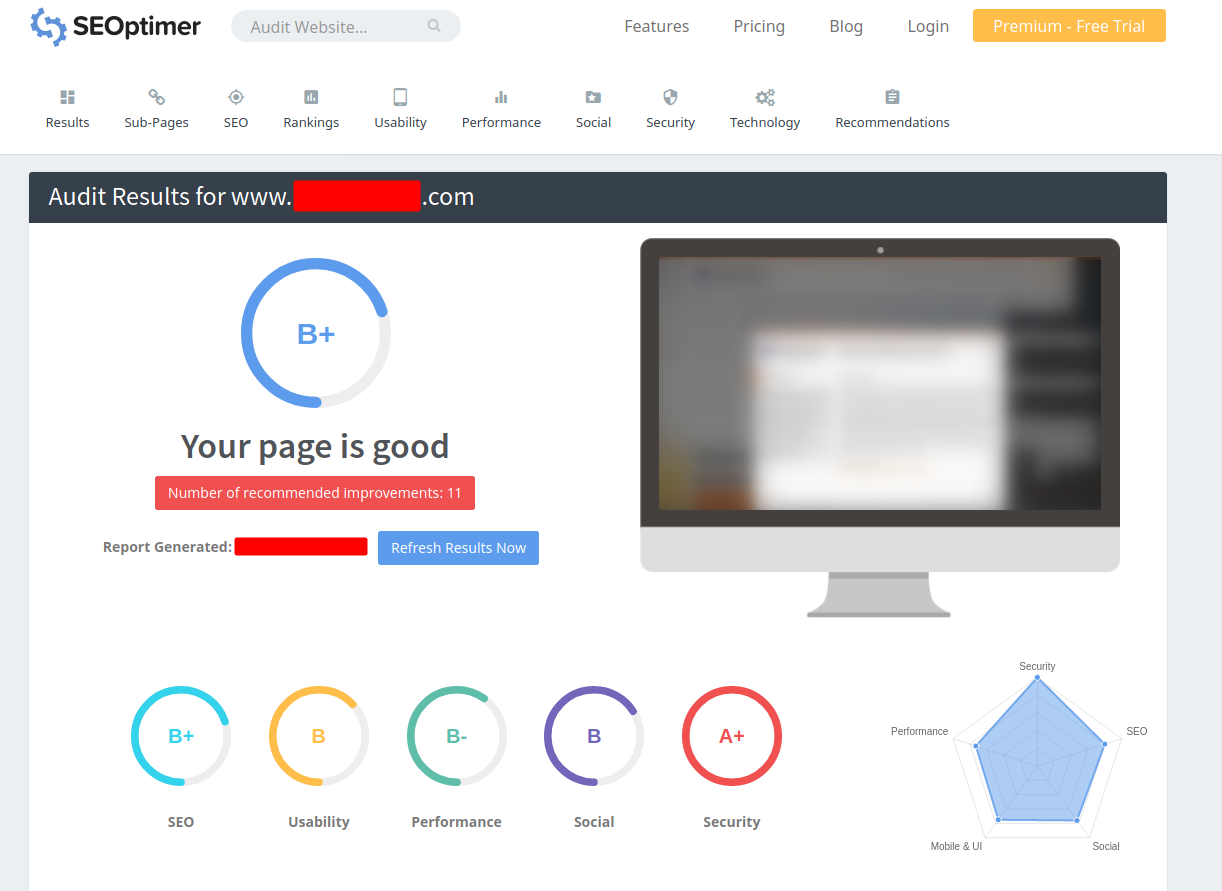 SEOptimer
Audit Website...
Features
Pricing
Blog
Login
Premium - Free Trial
Results
Sub-Pages
SEO
Rankings
Usability
Performance
Social
Security
Technology
Recommendations
Audit Results for www. .com
B+
Your page is good
Number of recommended improvements: 11
Report Generated:
Refresh Results Now
B+
B
B-
B
A+
SEO
Usability
Performance
Social
Security
Security
Performance
SEO
Mobile & UI
Social